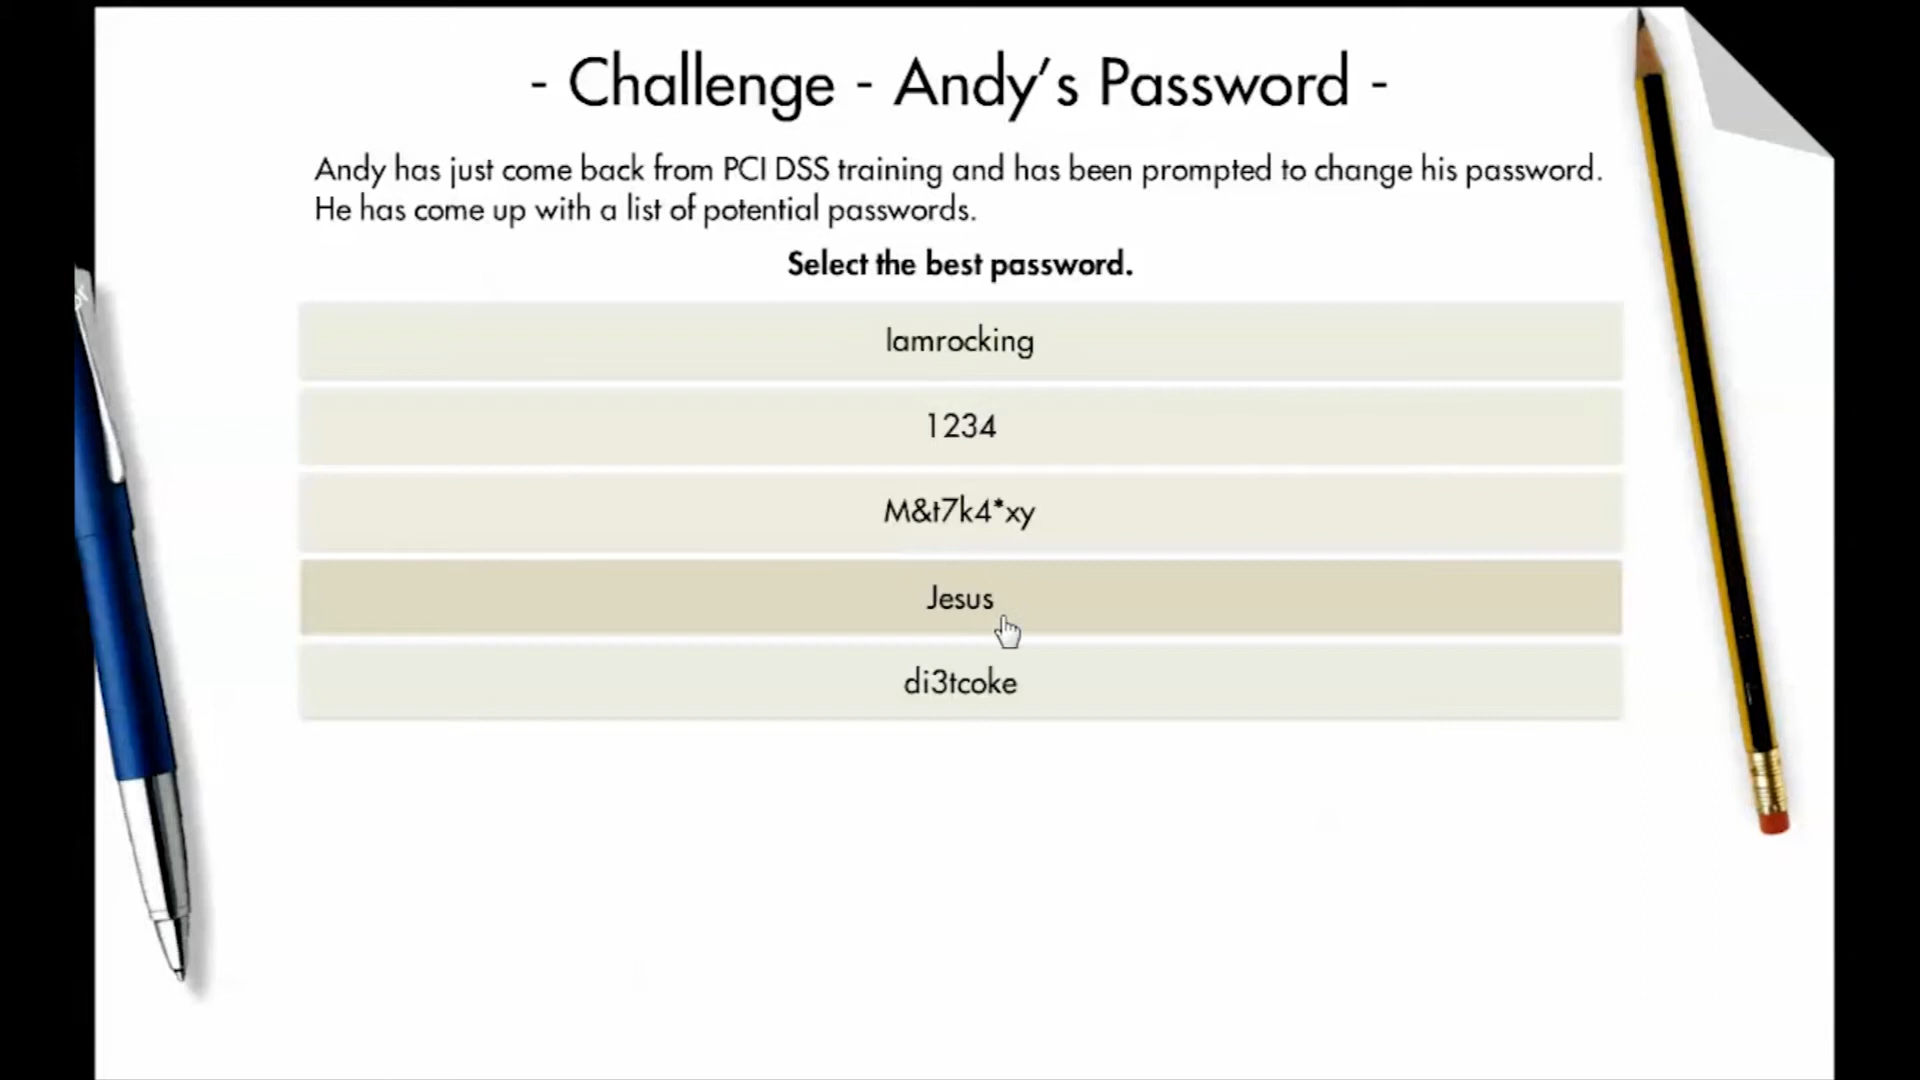 - Challenge - Andy's Password -
Andy has just come back from PCI DSS training and has been prompted to change his password.
He has come up with a list of potential passwords.
Select the best password.
Iamrocking
1234
M&t7k4*xy
Jesus
di3tcoke